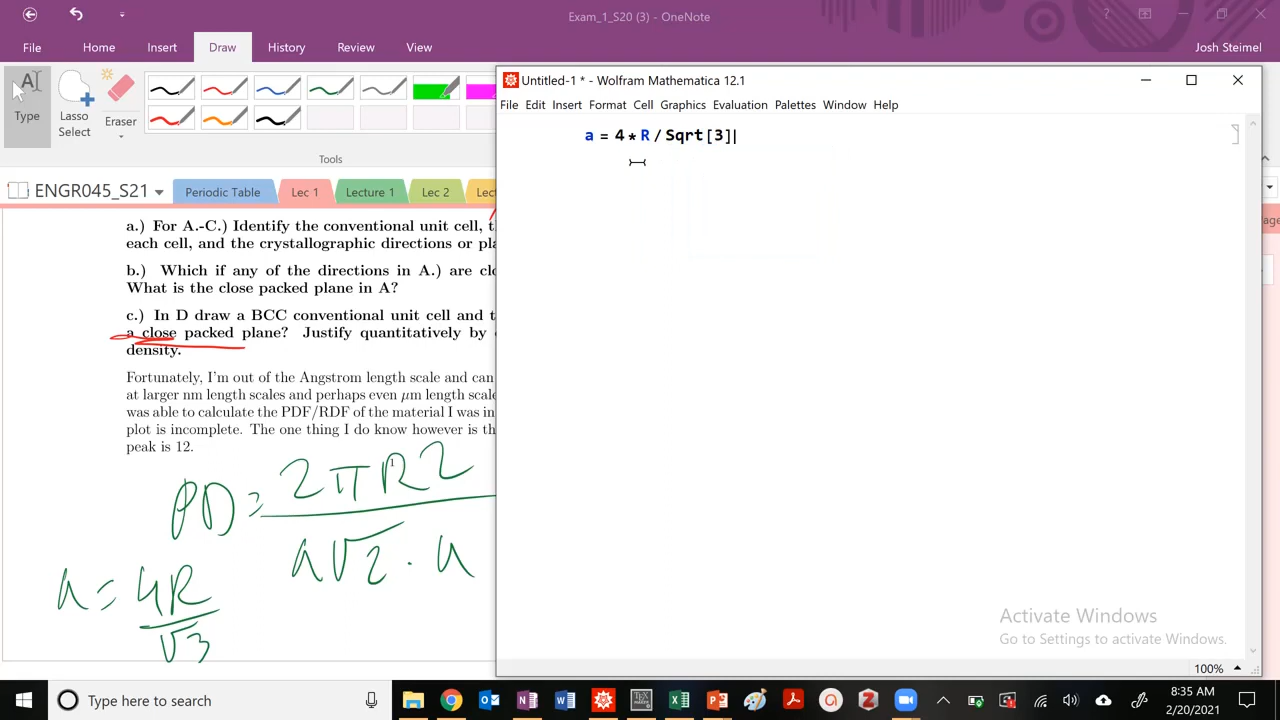 Exam_1_S20 (3) - OneNote
File Home Insert Draw History Review View Josh Steimel
Type
Lasso Select
Eraser
Tools
ENGR045_S21
Periodic Table
Lec 1
Lecture 1
Lec 2
Untitled-1 * - Wolfram Mathematica 12.1
File Edit Insert Format Cell Graphics Evaluation Palettes Window Help
a = 4*R/Sqrt[3]
a.) For A.-C.) Identify the conventional unit cell,
each cell, and the crystallographic directions or
b.) Which if any of the directions in A.) are
What is the close packed plane in A?
c.) In D draw a BCC conventional unit cell and
a close packed plane? Justify quantitatively by
density.
Fortunately, I'm out of the Angstrom length scale and can
at larger nm length scales and perhaps even µm length
was able to calculate the PDF/RDF of the material I was
plot is incomplete. The one thing I do know however is
peak is 12.
PD = 2πR2
a√2 · a
a = 4R
√3
Activate Windows
Go to Settings to activate Windows.
100%
Type here to search
8:35 AM
2/20/2021